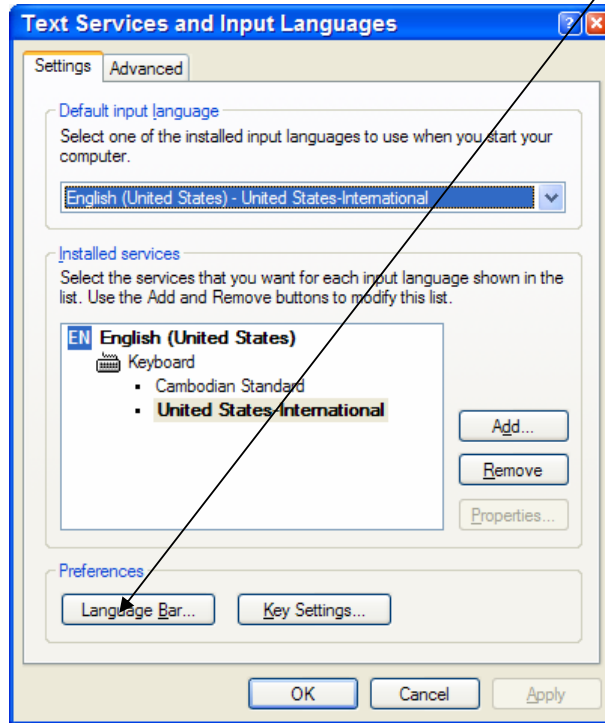 Text Services and Input Languages
Settings Advanced
Default input language
Select one of the installed input languages to use when you start your
computer.
English (United States) - United States-International
Installed services
Select the services that you want for each input language shown in the
list. Use the Add and Remove buttons to modify this list.
EN English (United States)
Keyboard
Cambodian Standard
United States-International
Add...
Remove
Properties...
Preferences
Language Bar... Key Settings...
OK Cancel Apply